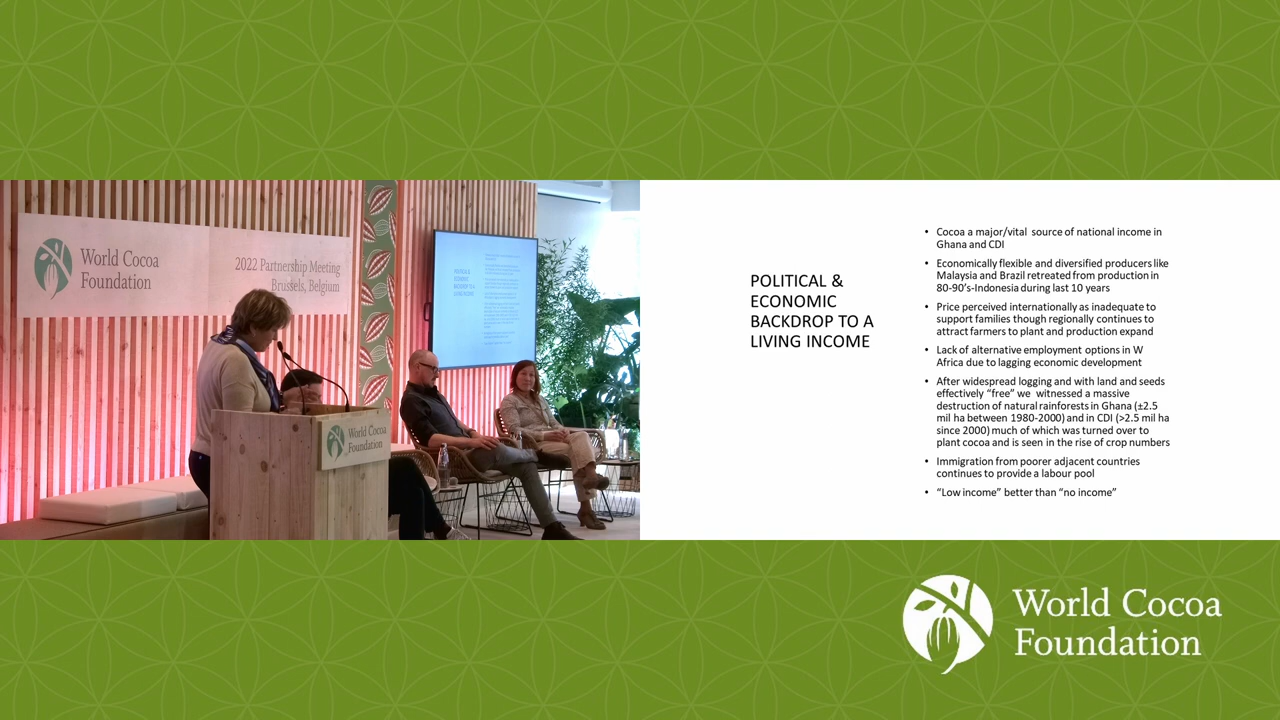 World Cocoa
Foundation
2022 Partnership Meeting
Brussels, Belgium
POLITICAL &
ECONOMIC
BACKDROP TO A
LIVING INCOME
World Cocoa
Foundation
POLITICAL &
ECONOMIC
BACKDROP TO A
LIVING INCOME
• Cocoa a major/vital source of national income in
Ghana and CDI
• Economically flexible and diversified producers like
Malaysia and Brazil retreated from production in
80-90’s-Indonesia during last 10 years
• Price perceived internationally as inadequate to
support families though regionally continues to
attract farmers to plant and production expand
• Lack of alternative employment options in W
Africa due to lagging economic development
• After widespread logging and with land and seeds
effectively “free” we witnessed a massive
destruction of natural rainforests in Ghana (±2.5
mil ha between 1980-2000) and in CDI (>2.5 mil ha
since 2000) much of which was turned over to
plant cocoa and is seen in the rise of crop numbers
• Immigration from poorer adjacent countries
continues to provide a labour pool
• “Low income” better than “no income”
World Cocoa
Foundation